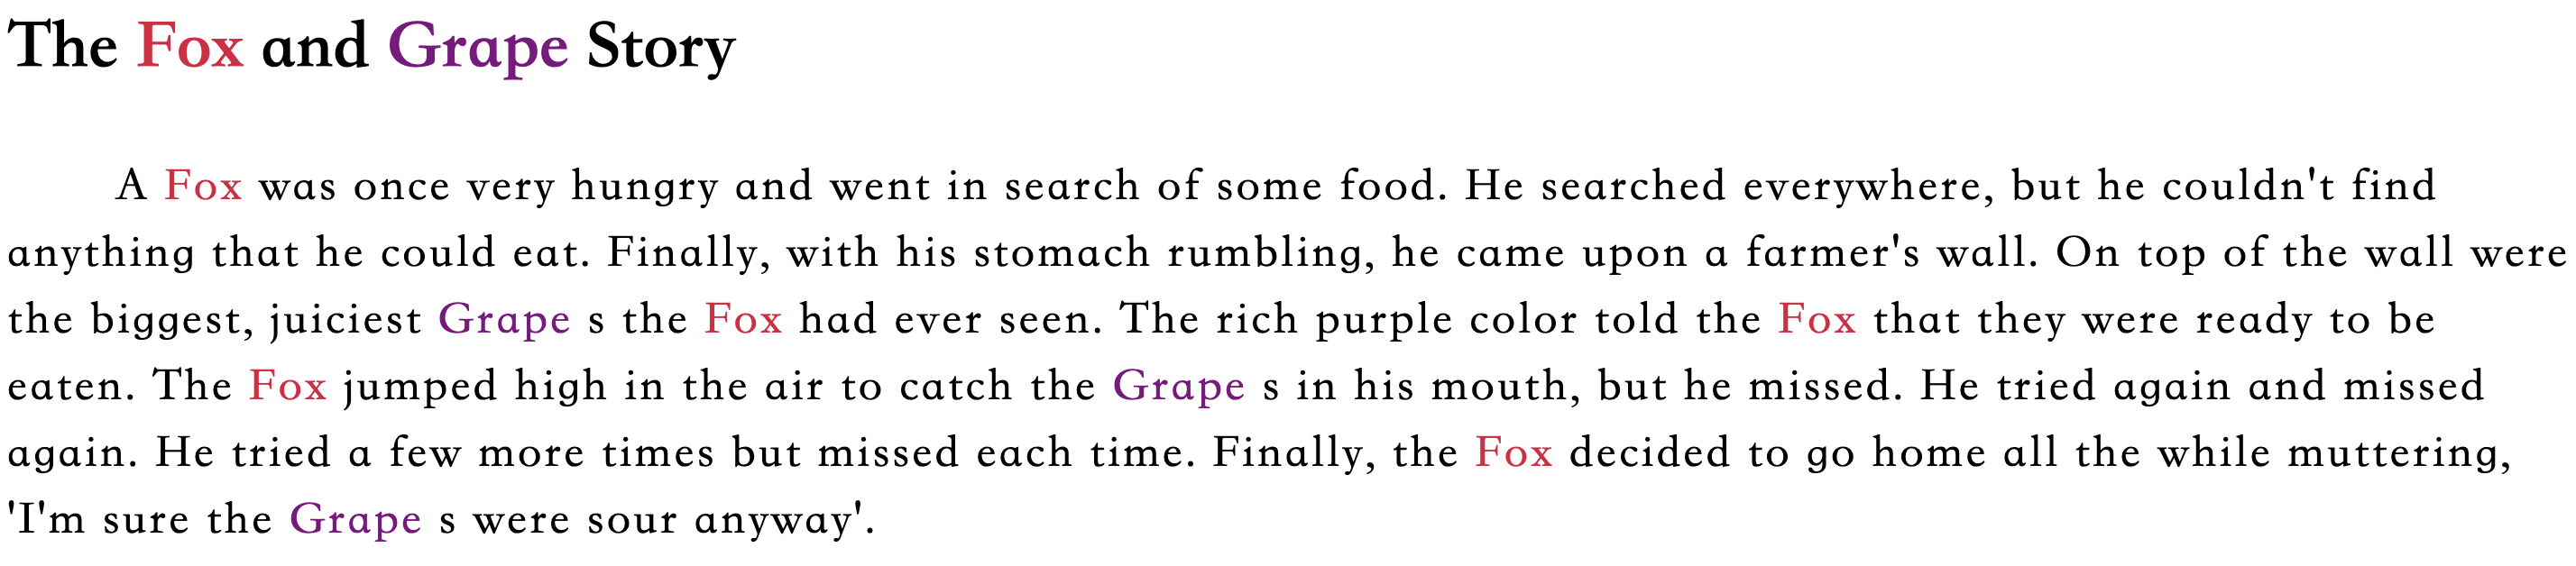 The Fox and Grape Story
A Fox was once very hungry and went in search of some food. He searched everywhere, but he couldn't find
anything that he could eat. Finally, with his stomach rumbling, he came upon a farmer's wall. On top of the wall were
the biggest, juiciest Grape s the Fox had ever seen. The rich purple color told the Fox that they were ready to be
eaten. The Fox jumped high in the air to catch the Grape s in his mouth, but he missed. He tried again and missed
again. He tried a few more times but missed each time. Finally, the Fox decided to go home all the while muttering,
'I'm sure the Grape s were sour anyway'.